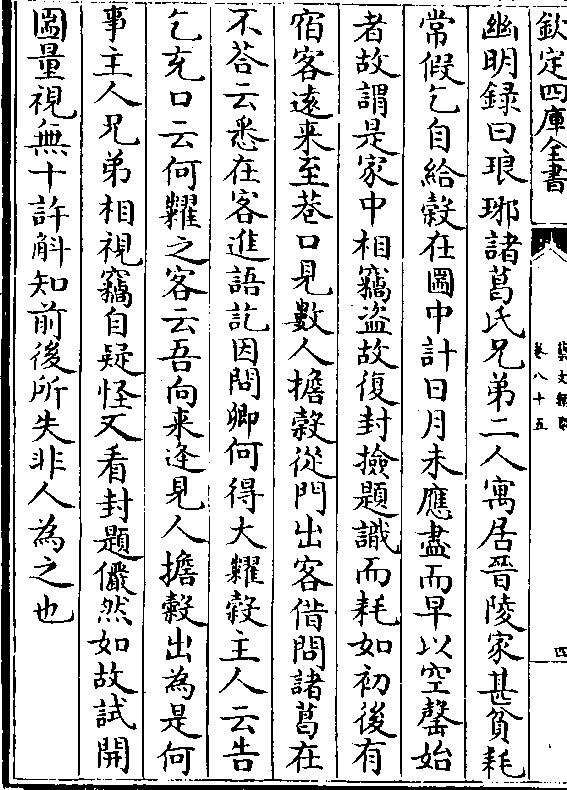 欽定四庫全書
藝文類聚
卷八十五
四
幽明録曰琅琊諸葛氏兄弟二人寓居晉陵家甚貧耗
常假乞自給穀在圌中計日月未應盡而早以空罄始
者故謂是家中相竊盜故復封撿題識而耗如初後有
宿客遠来至巷口見數人擔穀從門出客借問諸葛在
不荅云悉在客進語訖因問卿何得大糶穀主人云告
乞充口云何糶之客云吾向来逢見人擔穀出為是何
事主人兄弟相視竊自疑怪又看封題儼然如故試開
圌量視無十許斛知前後所失非人為之也